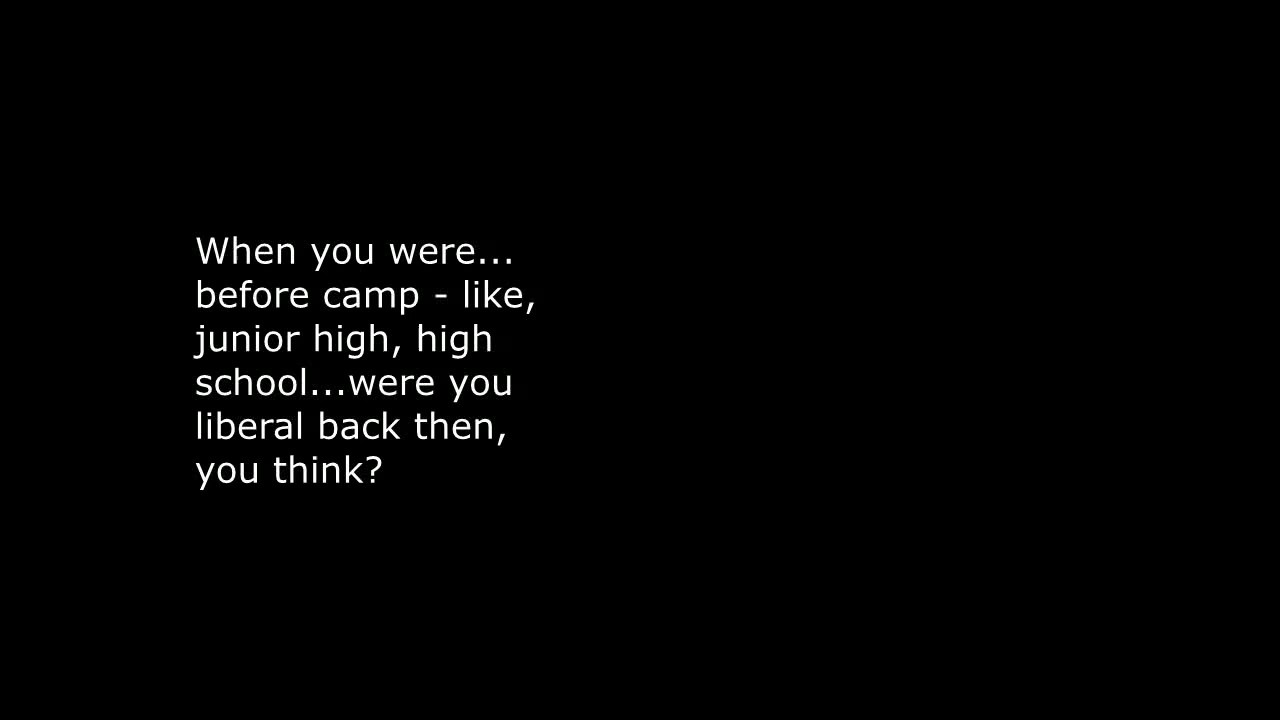 When you were...
before camp - like,
junior high, high
school...were you
liberal back then,
you think?